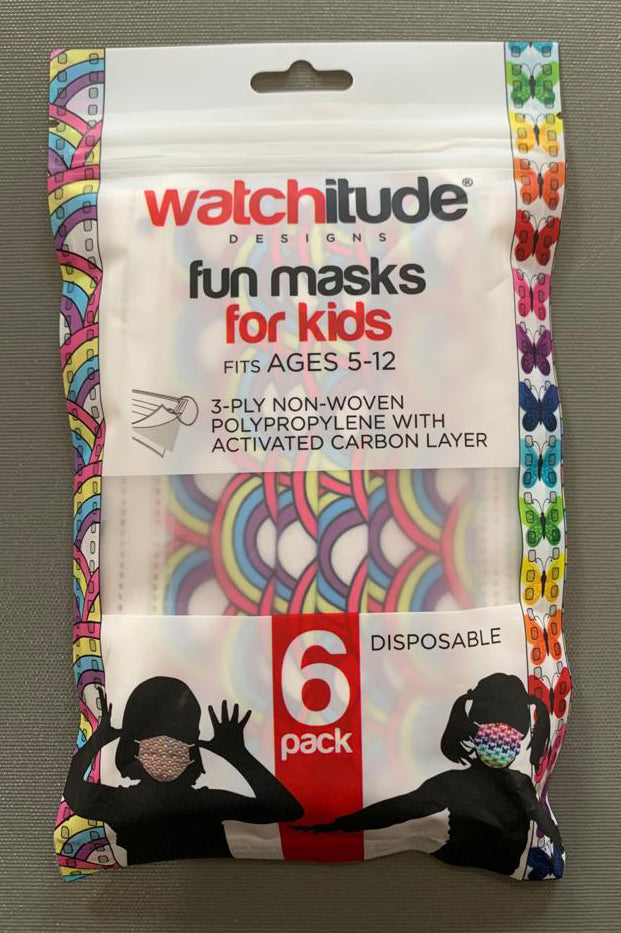 watchitude®
DESIGNS
fun masks
for kids
FITS AGES 5-12
3-PLY NON-WOVEN
POLYPROPYLENE WITH
ACTIVATED CARBON LAYER
6
pack
DISPOSABLE